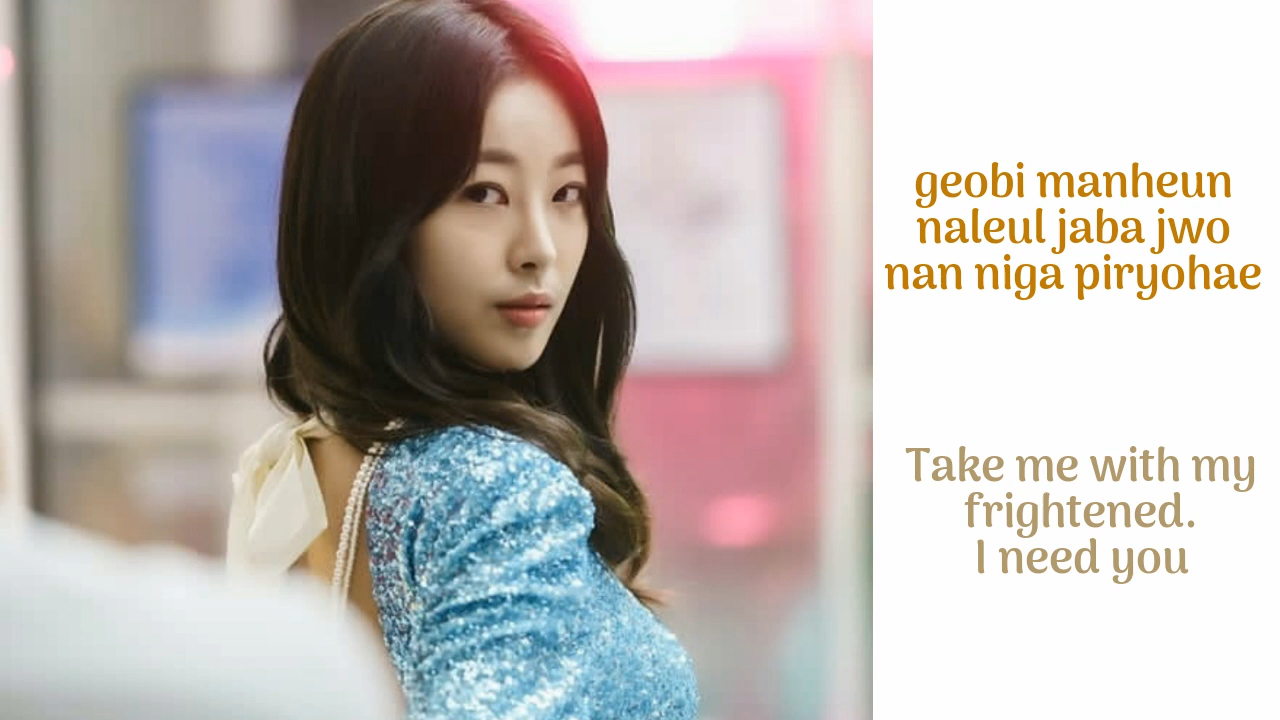 geobi manheun
naleul jaba jwo
nan niga piryohae
Take me with my
frightened.
I need you